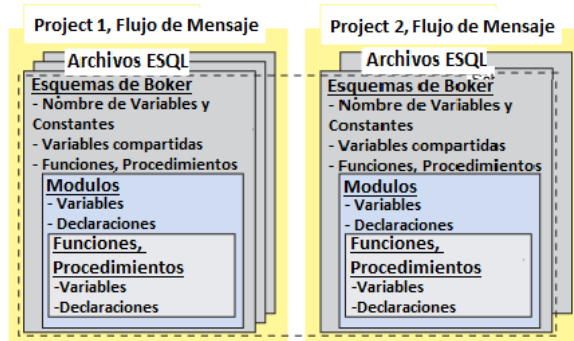 Project 1, Flujo de Mensaje
Archivos ESQL
Esquemas de Boker
- Nombre de Variables y
Constantes
- Variables compartidas
- Funciones, Procedimientos
Modulos
- Variables
- Declaraciones
Funciones,
Procedimientos
-Variables
-Declaraciones
Project 2, Flujo de Mensaje
Archivos ESQL
Esquemas de Boker
- Nombre de Variables y
Constantes
- Variables compartidas
- Funciones, Procedimientos
Modulos
- Variables
- Declaraciones
Funciones,
Procedimientos
-Variables
-Declaraciones